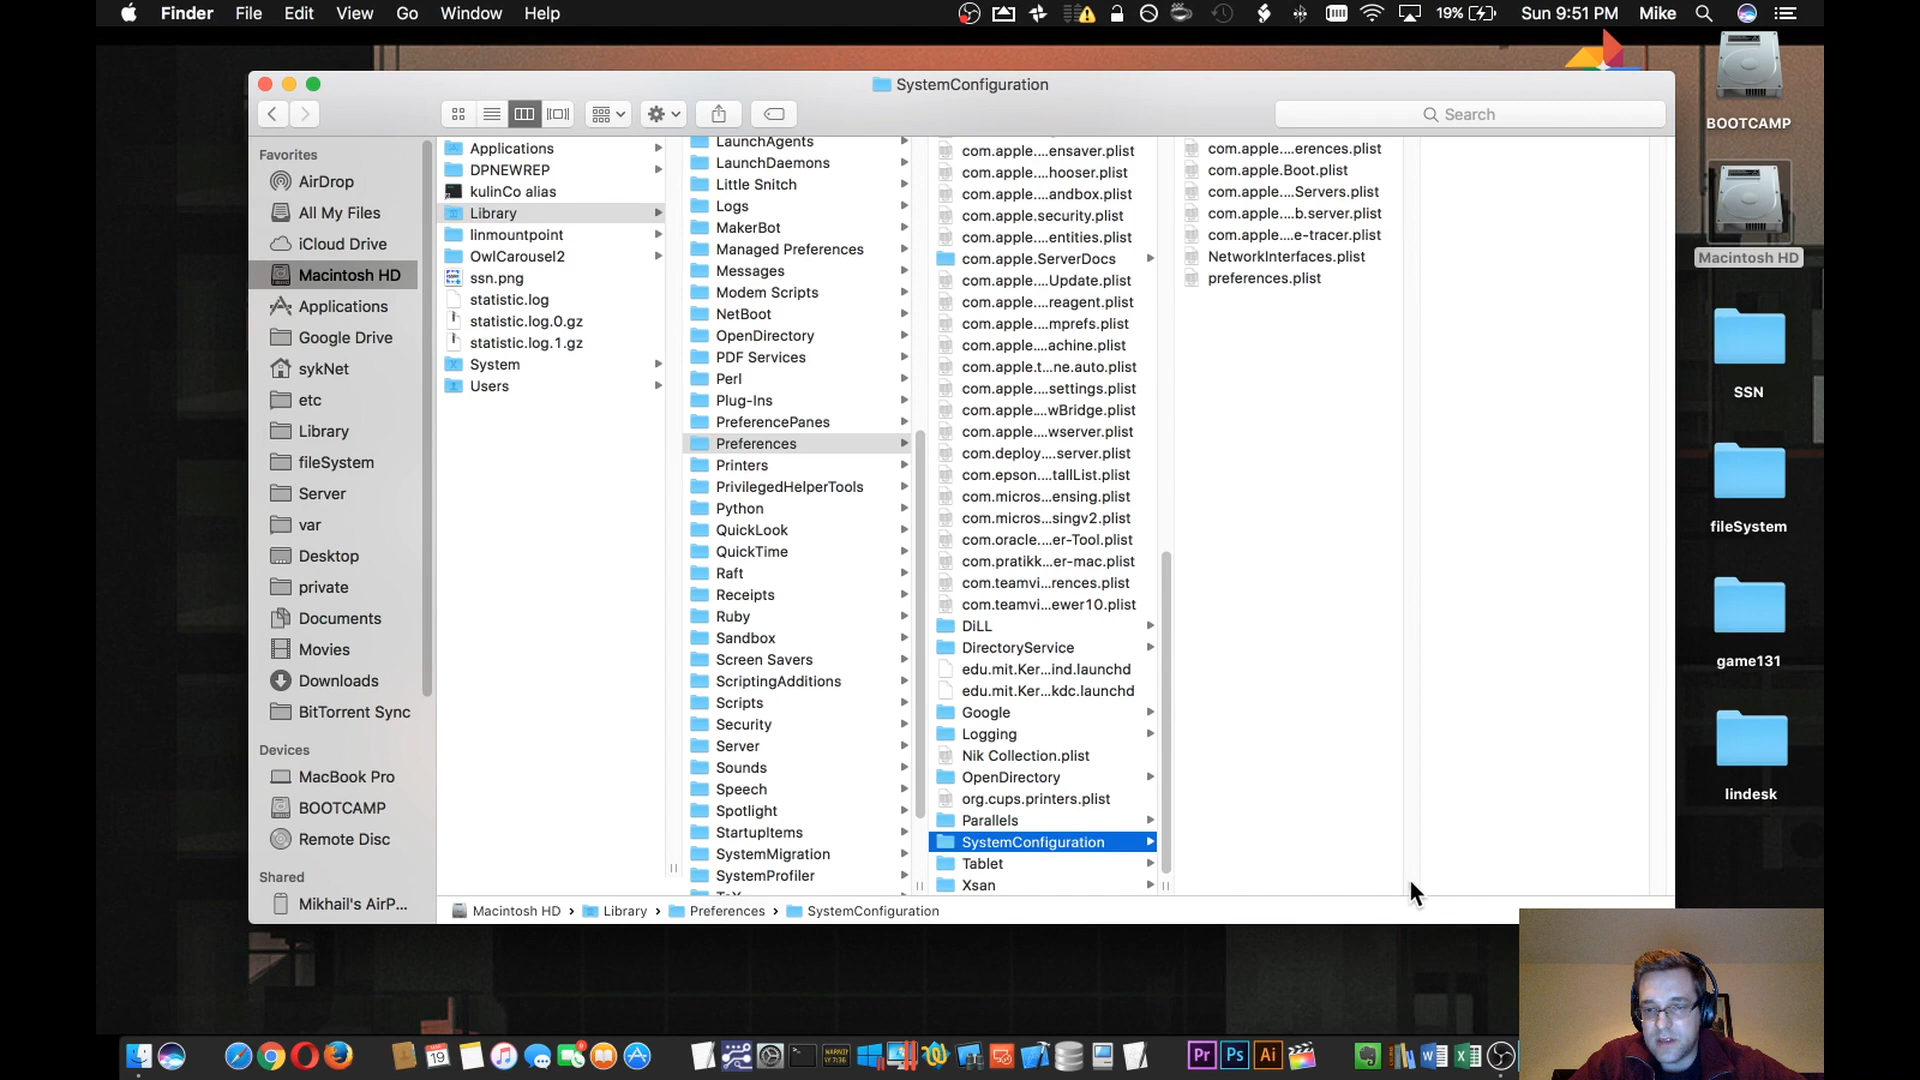 Finder File Edit View Go Window Help
19% Sun 9:51 PM Mike
SystemConfiguration
Search
Favorites
AirDrop
All My Files
iCloud Drive
Macintosh HD
Applications
Google Drive
sykNet
etc
Library
fileSystem
Server
var
Desktop
private
Documents
Movies
Downloads
BitTorrent Sync
Devices
MacBook Pro
BOOTCAMP
Remote Disc
Shared
Mikhail's AirP...
Applications
DPNEWREP
kulinCo alias
Library
linmountpoint
OwlCarousel2
ssn.png
statistic.log
statistic.log.0.gz
statistic.log.1.gz
System
Users
LaunchAgents
LaunchDaemons
Little Snitch
Logs
MakerBot
Managed Preferences
Messages
Modem Scripts
NetBoot
OpenDirectory
PDF Services
Perl
Plug-Ins
PreferencePanes
Preferences
Printers
PrivilegedHelperTools
Python
QuickLook
QuickTime
Raft
Receipts
Ruby
Sandbox
Screen Savers
ScriptingAdditions
Scripts
Security
Server
Sounds
Speech
Spotlight
StartupItems
SystemMigration
SystemProfiler
com.apple....ensaver.plist
com.apple....hooser.plist
com.apple....andbox.plist
com.apple.security.plist
com.apple....entities.plist
com.apple.ServerDocs
com.apple....Update.plist
com.apple....reagent.plist
com.apple....mprefs.plist
com.apple....achine.plist
com.apple.t...ne.auto.plist
com.apple....settings.plist
com.apple....wBridge.plist
com.apple....wserver.plist
com.deploy....server.plist
com.epson....tallList.plist
com.micros...ensing.plist
com.micros...singv2.plist
com.oracle....er-Tool.plist
com.pratikk...er-mac.plist
com.teamvi...rences.plist
com.teamvi...ewer10.plist
DiLL
DirectoryService
edu.mit.Ker...ind.launchd
edu.mit.Ker...kdc.launchd
Google
Logging
Nik Collection.plist
OpenDirectory
org.cups.printers.plist
Parallels
SystemConfiguration
Tablet
Xsan
com.apple....erences.plist
com.apple.Boot.plist
com.apple....Servers.plist
com.apple....b.server.plist
com.apple....e-tracer.plist
NetworkInterfaces.plist
preferences.plist
Macintosh HD › Library › Preferences › SystemConfiguration
BOOTCAMP
Macintosh HD
SSN
fileSystem
game131
lindesk
19
Pr Ps Ai